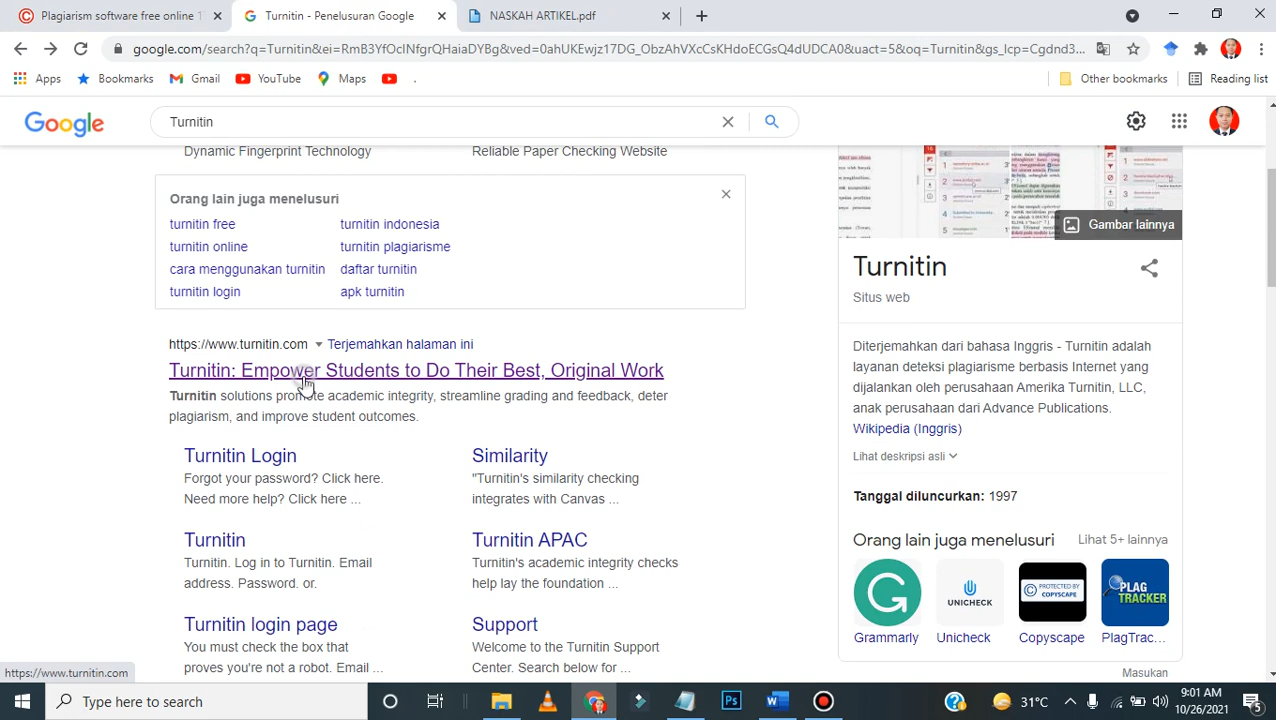 Plagiarism software free online 1
Turnitin - Penelusuran Google
NASKAH ARTIKEL.pdf
google.com/search?q=Turnitin&ei=RmB3YfOcINfgrQHaiaDYBg&ved=0ahUKEwjz17DG_ObzAhVXcCsKHdoECGsQ4dUDCA0&uact=5&oq=Turnitin&gs_lcp=Cgdnd3...
Apps
Bookmarks
Gmail
YouTube
Maps
.
Other bookmarks
Reading list
Google
Turnitin
Dynamic Fingerprint Technology
Reliable Paper Checking Website
Orang lain juga menelusuri
turnitin free
turnitin indonesia
turnitin online
turnitin plagiarisme
cara menggunakan turnitin
daftar turnitin
turnitin login
apk turnitin
https://www.turnitin.com
Terjemahkan halaman ini
Turnitin: Empower Students to Do Their Best, Original Work
Turnitin solutions promote academic integrity, streamline grading and feedback, deter
plagiarism, and improve student outcomes.
Turnitin Login
Forgot your password? Click here.
Need more help? Click here ...
Similarity
"Turnitin's similarity checking
integrates with Canvas ...
Turnitin
Turnitin. Log in to Turnitin. Email
address. Password. or.
Turnitin APAC
Turnitin's academic integrity checks
help lay the foundation ...
Turnitin login page
You must check the box that
proves you're not a robot. Email ...
Support
Welcome to the Turnitin Support
Center. Search below for ...
Gambar lainnya
Turnitin
Situs web
Diterjemahkan dari bahasa Inggris - Turnitin adalah
layanan deteksi plagiarisme berbasis Internet yang
dijalankan oleh perusahaan Amerika Turnitin, LLC,
anak perusahaan dari Advance Publications.
Wikipedia (Inggris)
Lihat deskripsi asli
Tanggal diluncurkan: 1997
Orang lain juga menelusuri
Lihat 5+ lainnya
UNICHECK
PROTECTED BY
COPYSCAPE
PLAG
TRACKER
Grammarly
Unicheck
Copyscape
PlagTrac...
Masukan
https://www.turnitin.com
Type here to search
31°C
9:01 AM
10/26/2021
5